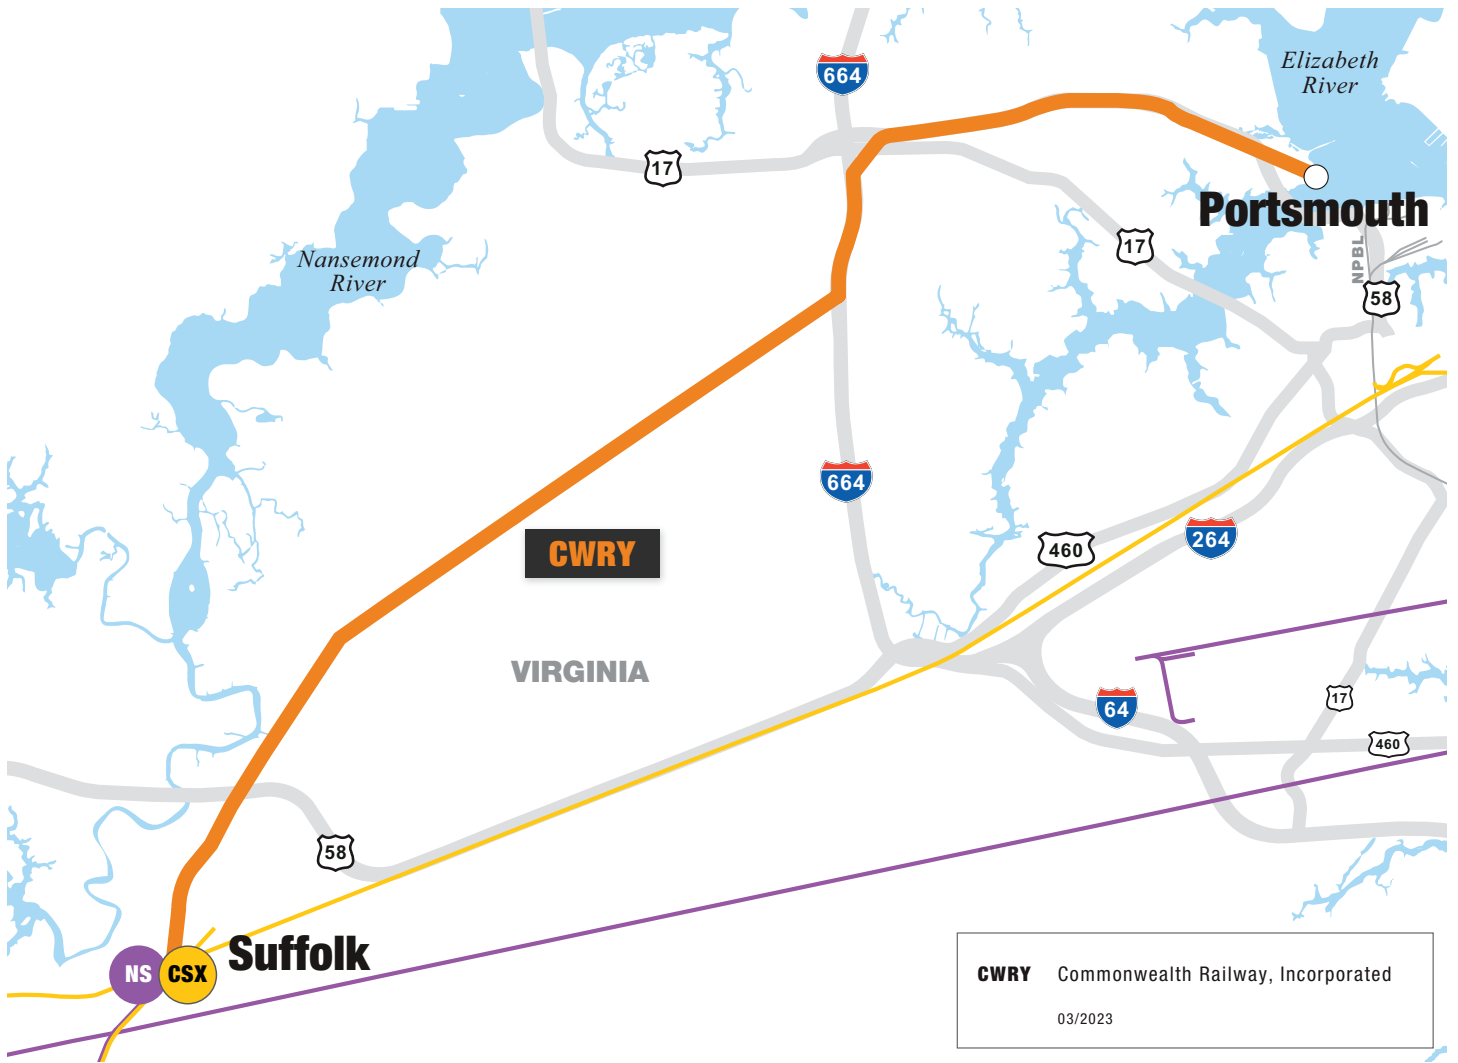 664
Elizabeth
River
17
Portsmouth
17
NPBL
58
Nansemond
River
664
CWRY
460
264
VIRGINIA
64
17
460
58
NS
CSX
Suffolk
CWRY Commonwealth Railway, Incorporated
03/2023